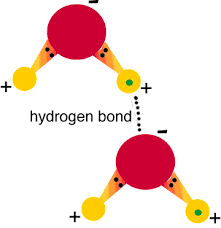 -
+ +
hydrogen bond
-
+ +